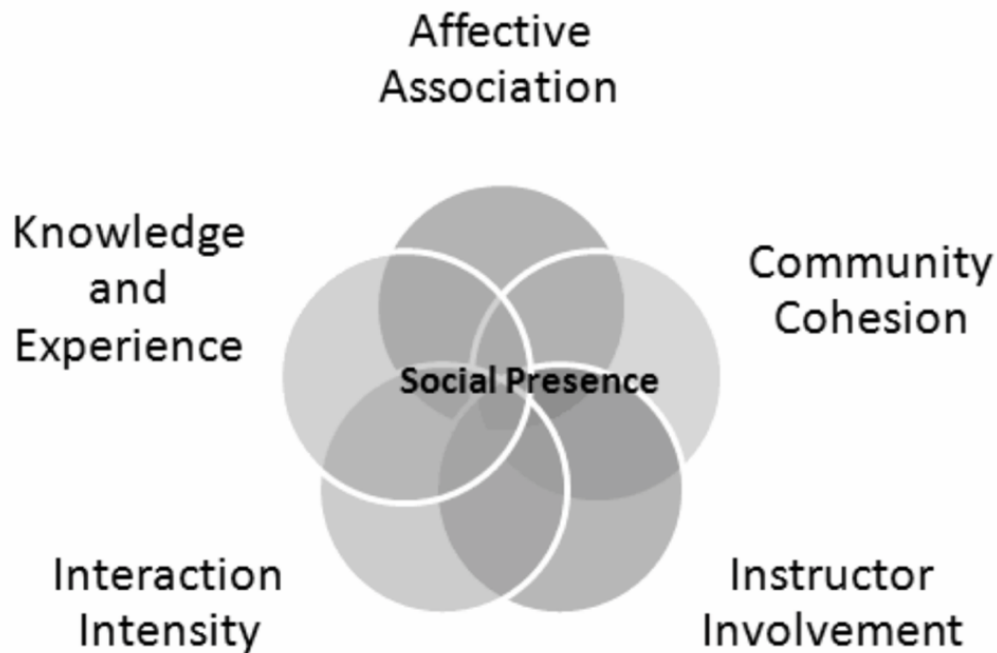 Affective
Association
Knowledge
and
Experience
Community
Cohesion
Social Presence
Interaction
Intensity
Instructor
Involvement